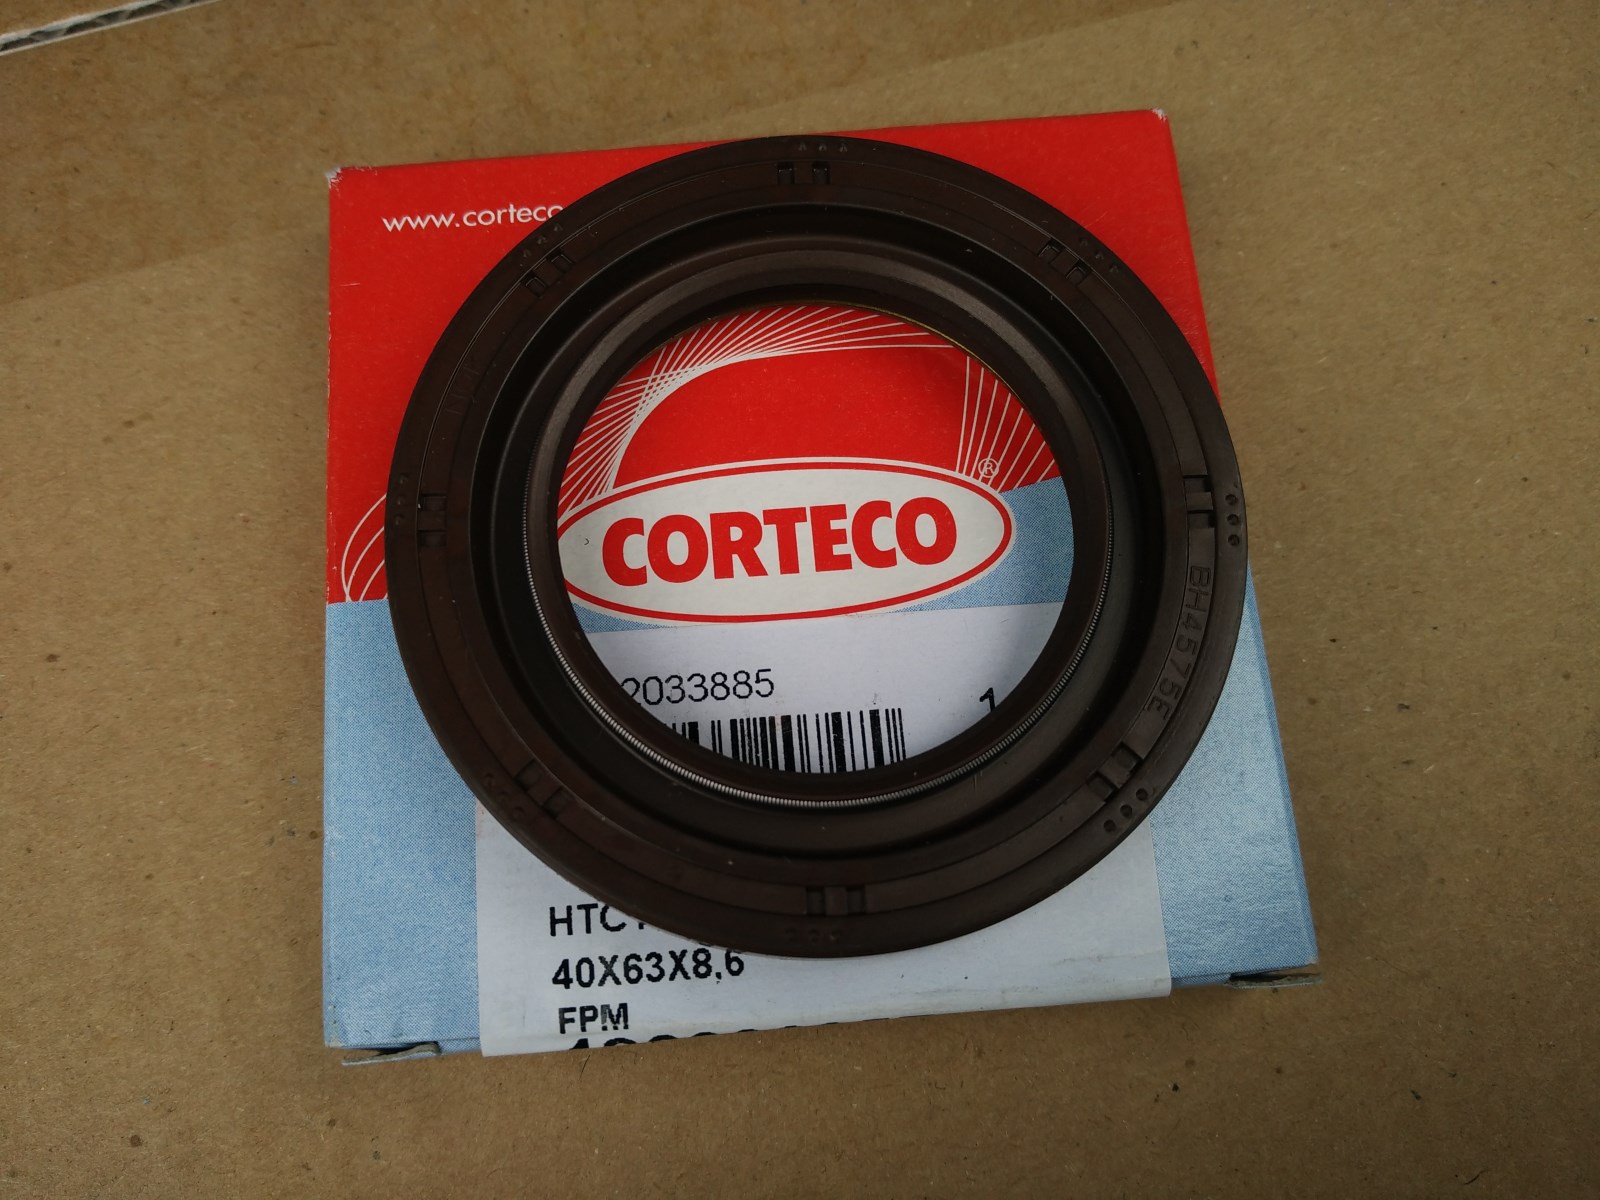 www.corteco
CORTECO®
2033885
1
BH4575E
HTC
40X63X8,6
FPM